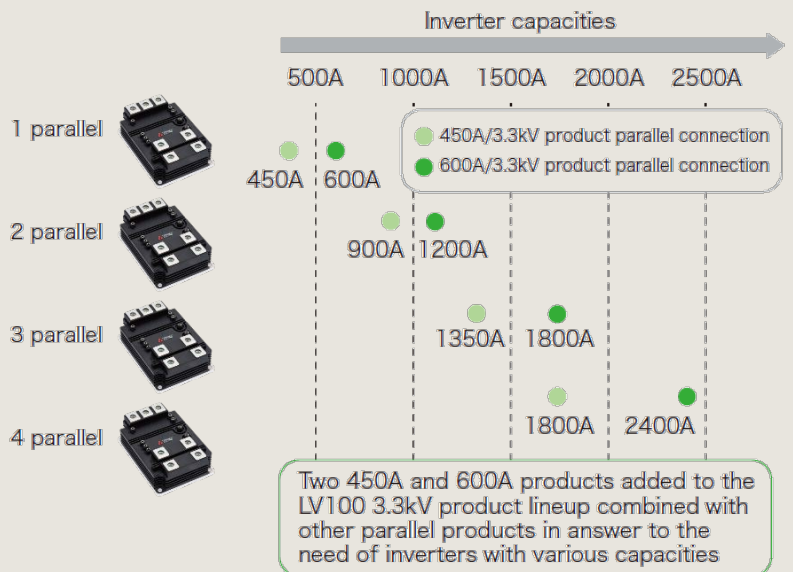 Inverter capacities
500A 1000A 1500A 2000A 2500A
1 parallel
450A/3.3kV product parallel connection
600A/3.3kV product parallel connection
450A 600A
2 parallel
900A 1200A
3 parallel
1350A 1800A
4 parallel
1800A 2400A
Two 450A and 600A products added to the
LV100 3.3kV product lineup combined with
other parallel products in answer to the
need of inverters with various capacities